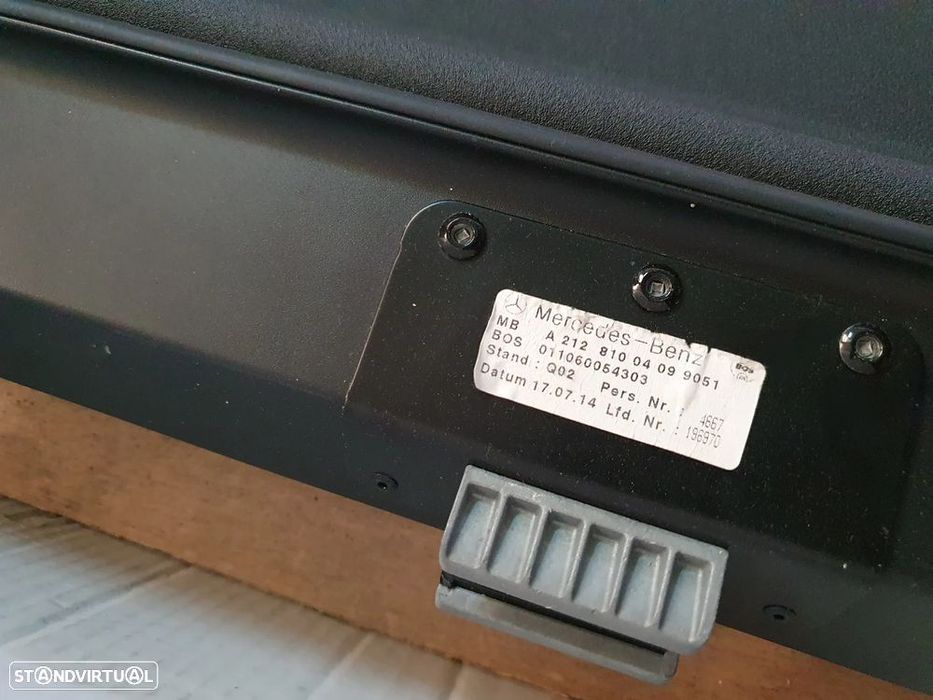 Mercedes-Benz
MB A 212 810 04 09 9051
BOS 011060054303
Stand : Q02 Pers. Nr. : 4667
Datum 17.07.14 Lfd. Nr. : 196970
BOS
STANDVIRTUAL